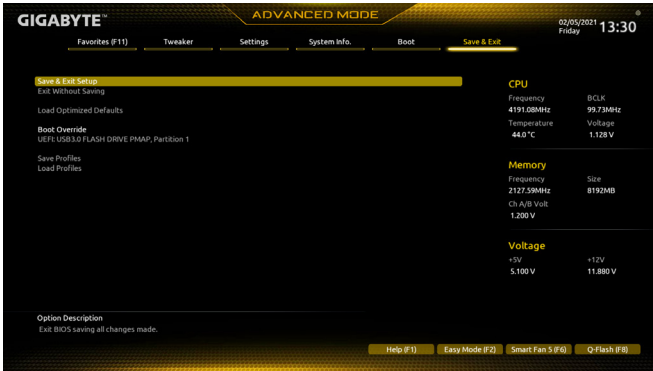 GIGABYTE™
ADVANCED MODE
02/05/2021
Friday
13:30
Favorites (F11) Tweaker Settings System Info. Boot Save & Exit
Save & Exit Setup
Exit Without Saving
Load Optimized Defaults
Boot Override
UEFI: USB3.0 FLASH DRIVE PMAP, Partition 1
Save Profiles
Load Profiles
CPU
Frequency BCLK
4191.08MHz 99.73MHz
Temperature Voltage
44.0 °C 1.128 V
Memory
Frequency Size
2127.59MHz 8192MB
Ch A/B Volt
1.200 V
Voltage
+5V +12V
5.100 V 11.880 V
Option Description
Exit BIOS saving all changes made.
Help (F1) Easy Mode (F2) Smart Fan 5 (F6) Q-Flash (F8)